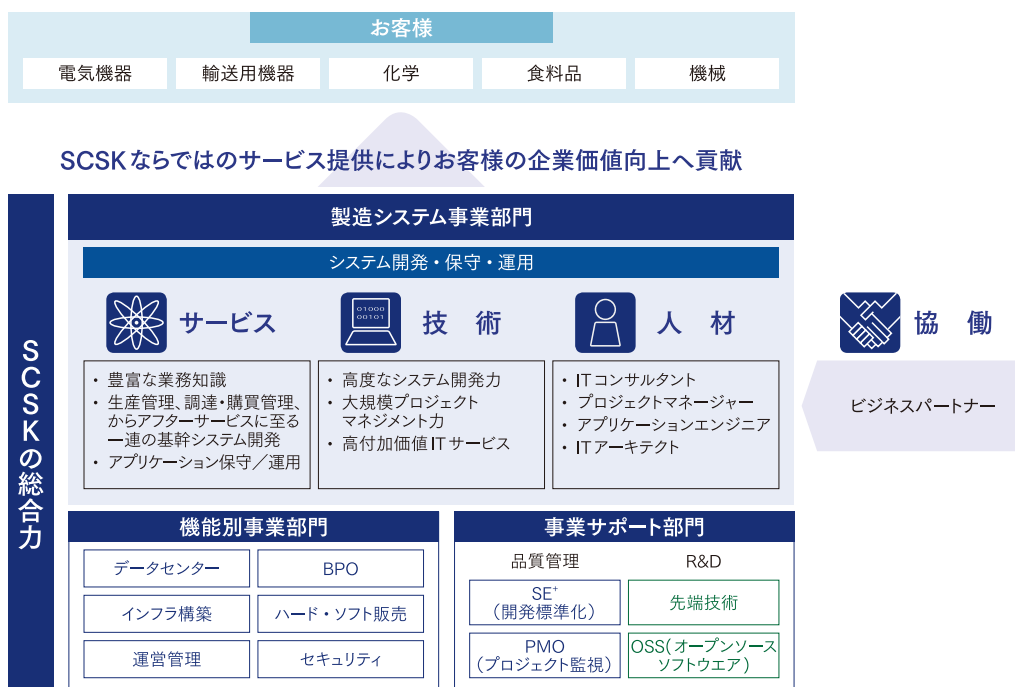 お客様
電気機器
輸送用機器
化学
食料品
機械
SCSKならではのサービス提供によりお客様の企業価値向上へ貢献
SCSKの総合力
製造システム事業部門
システム開発・保守・運用
サービス
・豊富な業務知識
・生産管理、調達・購買管理、
からアフターサービスに至る
一連の基幹システム開発
・アプリケーション保守／運用
01000
00101
技 術
・高度なシステム開発力
・大規模プロジェクト
マネジメント力
・高付加価値ITサービス
人 材
・ITコンサルタント
・プロジェクトマネージャー
・アプリケーションエンジニア
・ITアーキテクト
協 働
ビジネスパートナー
機能別事業部門
データセンター
BPO
インフラ構築
ハード・ソフト販売
運営管理
セキュリティ
事業サポート部門
品質管理
R&D
SE⁺
（開発標準化）
先端技術
PMO
（プロジェクト監視）
OSS（オープンソース
ソフトウエア）